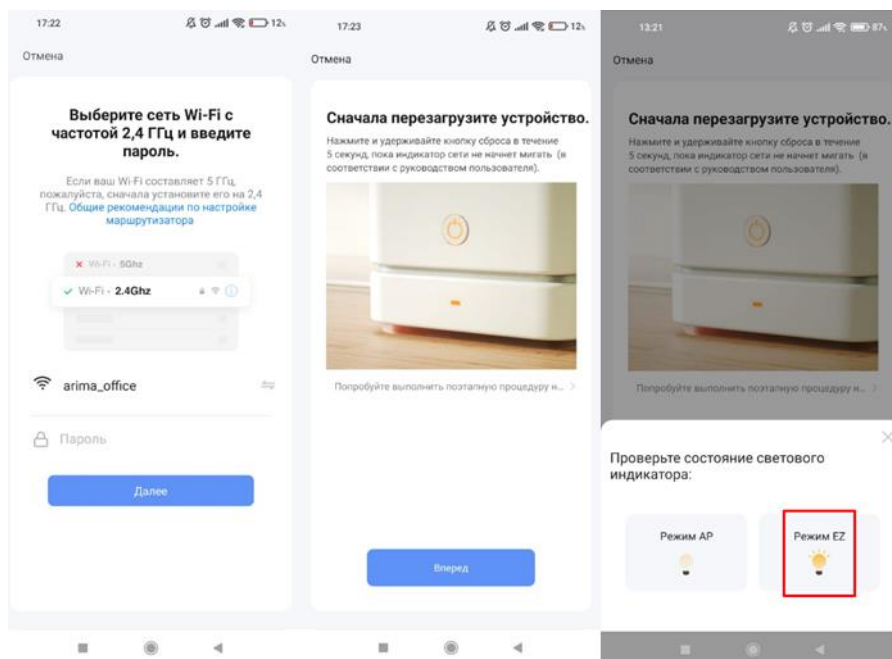 17:22
12%
Отмена
Выберите сеть Wi-Fi с
частотой 2,4 ГГц и введите
пароль.
Если ваш Wi-Fi составляет 5 ГГц,
пожалуйста, сначала установите его на 2,4
ГГц. Общие рекомендации по настройке
маршрутизатора
Wi-Fi - 5Ghz
Wi-Fi - 2.4Ghz
arima_office
Пароль
Далее
17:23
12%
Отмена
Сначала перезагрузите устройство.
Нажмите и удерживайте кнопку сброса в течение
5 секунд, пока индикатор сети не начнет мигать (в
соответствии с руководством пользователя).
Попробуйте выполнить поэтапную процедуру н...
Вперед
13:21
87%
Отмена
Сначала перезагрузите устройство.
Нажмите и удерживайте кнопку сброса в течение
5 секунд, пока индикатор сети не начнет мигать (в
соответствии с руководством пользователя).
Попробуйте выполнить поэтапную процедуру н...
Проверьте состояние светового
индикатора:
Режим AP
Режим EZ